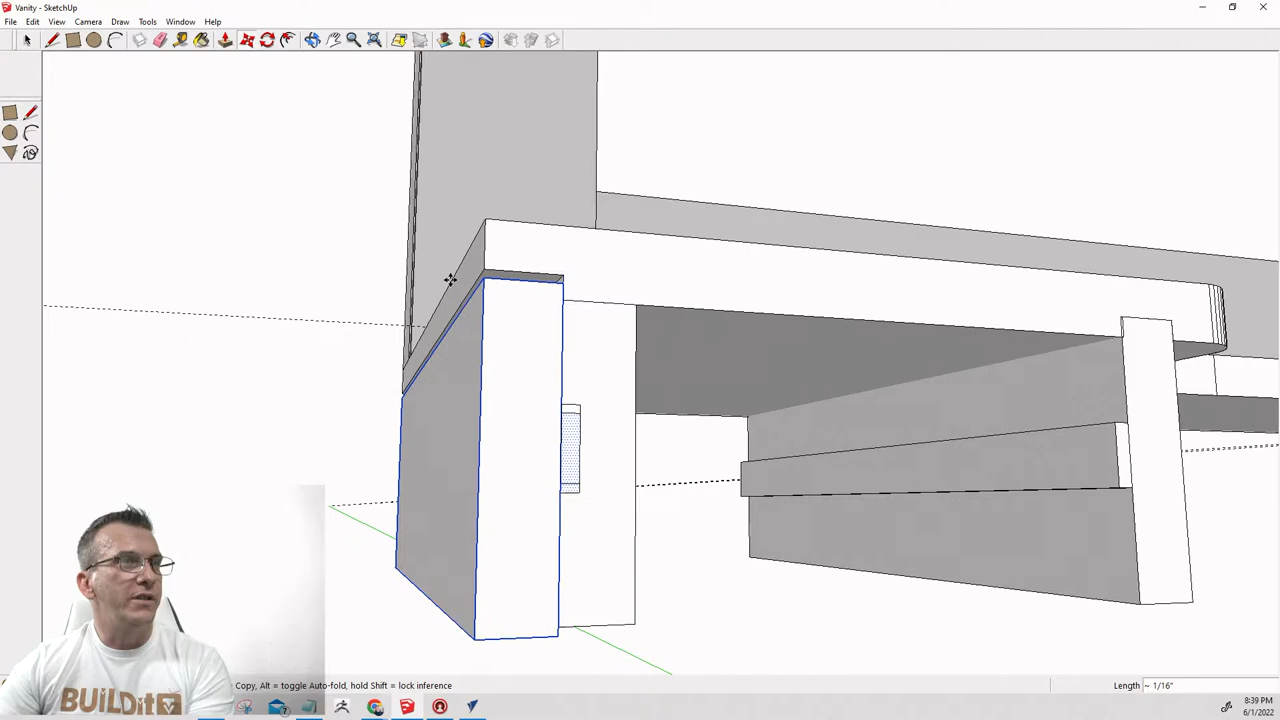 Vanity - SketchUp
File Edit View Camera Draw Tools Window Help
Copy, Alt = toggle Auto-fold, hold Shift = lock inference
Length ~ 1/16"
BUILDit
8:39 PM
6/1/2022